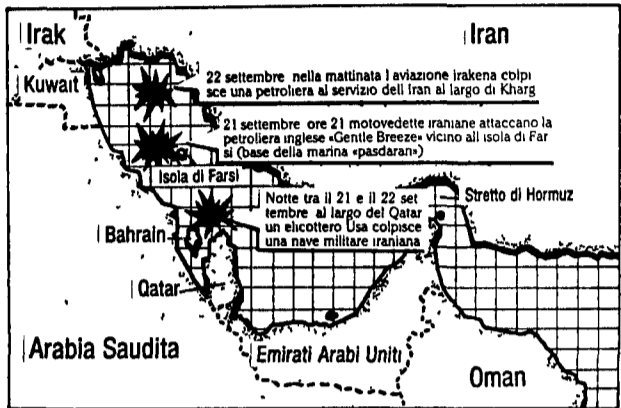 Irak
Iran
Kuwait
22 settembre nella mattinata l aviazione irakena colpi
sce una petroliera al servizio dell Iran al largo di Kharg
21 settembre ore 21 motovedette iraniane attaccano la
petroliera inglese «Gentle Breeze» vicino all isola di Far
si (base della marina «pasdaran»)
Isola di Farsi
Notte tra il 21 e il 22 set
tembre al largo del Qatar
un elicottero Usa colpisce
una nave militare iraniana
Stretto di Hormuz
Bahrain
Qatar
Arabia Saudita
Emirati Arabi Uniti
Oman